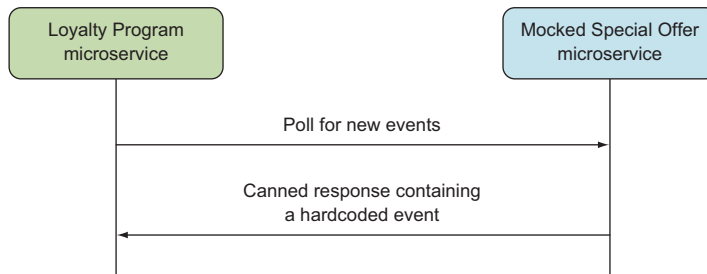 Loyalty Program
microservice
Mocked Special Offer
microservice
Poll for new events
Canned response containing
a hardcoded event